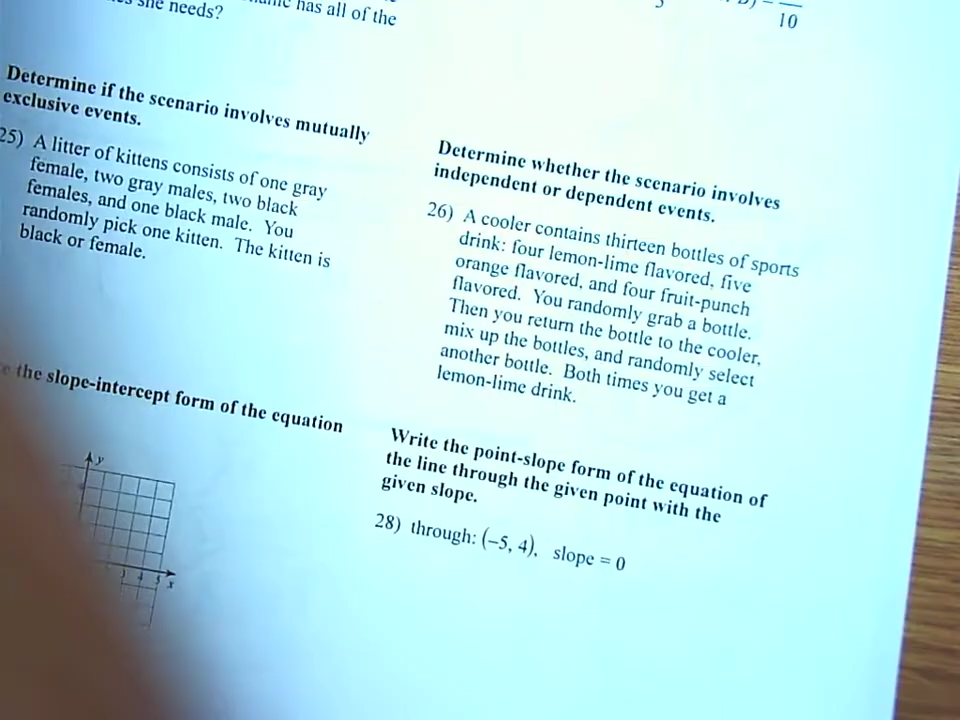 she needs?
has all of the
10
Determine if the scenario involves mutually
exclusive events.
25) A litter of kittens consists of one gray
female, two gray males, two black
females, and one black male. You
randomly pick one kitten. The kitten is
black or female.
Determine whether the scenario involves
independent or dependent events.
26) A cooler contains thirteen bottles of sports
drink: four lemon-lime flavored, five
orange flavored, and four fruit-punch
flavored. You randomly grab a bottle.
Then you return the bottle to the cooler,
mix up the bottles, and randomly select
another bottle. Both times you get a
lemon-lime drink.
the slope-intercept form of the equation
y
3 4 5 x
Write the point-slope form of the equation of
the line through the given point with the
given slope.
28) through: (−5, 4), slope = 0